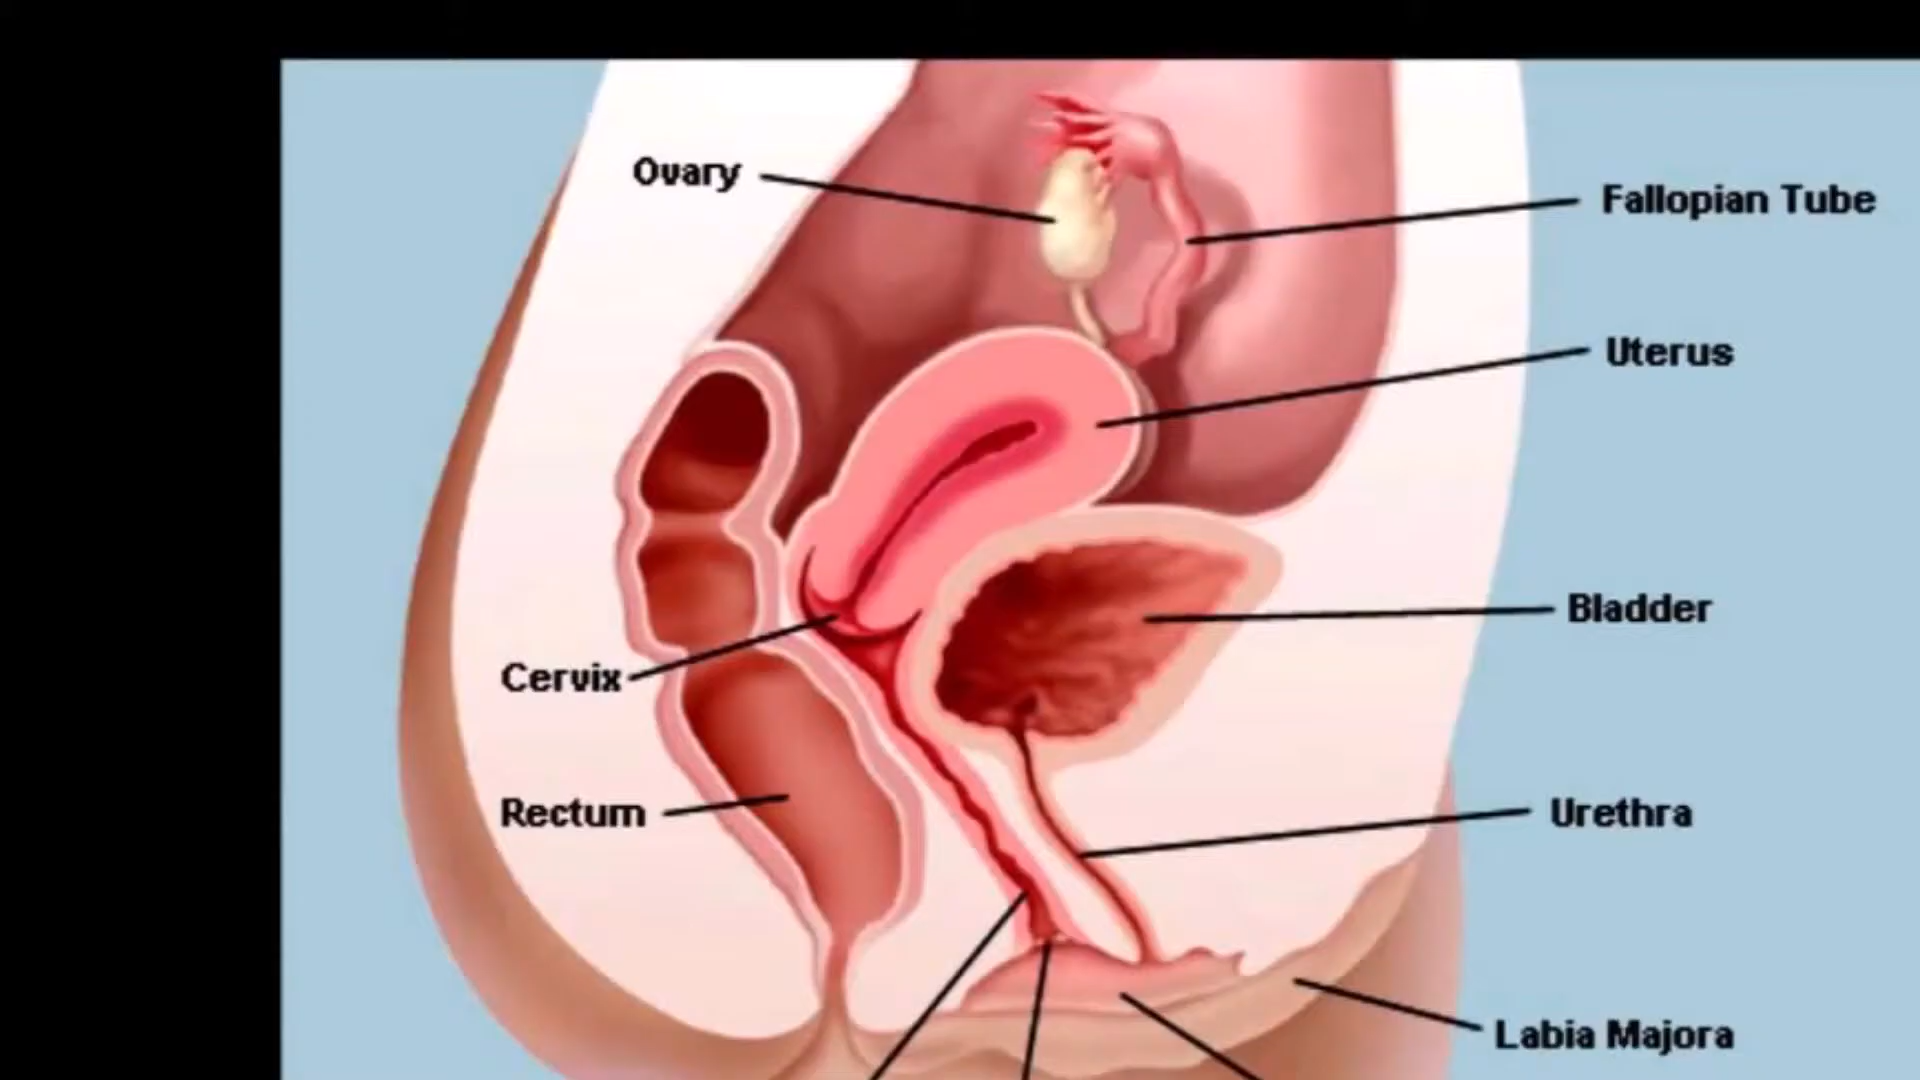 Ovary
Fallopian Tube
Uterus
Bladder
Cervix
Rectum
Urethra
Labia Majora